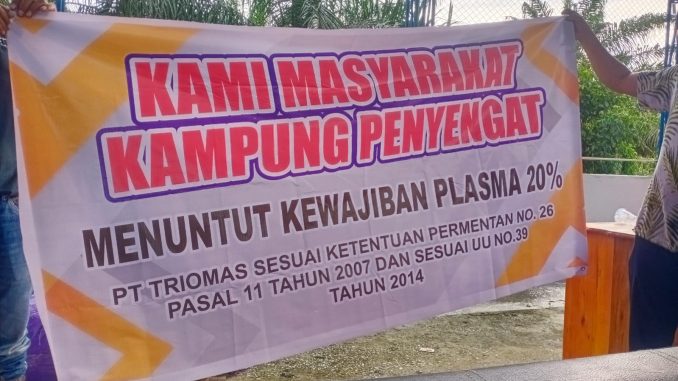 KAMI MASYARAKAT
KAMPUNG PENYENGAT
MENUNTUT KEWAJIBAN PLASMA 20%
PT TRIOMAS SESUAI KETENTUAN PERMENTAN NO. 26
PASAL 11 TAHUN 2007 DAN SESUAI UU NO.39
TAHUN 2014